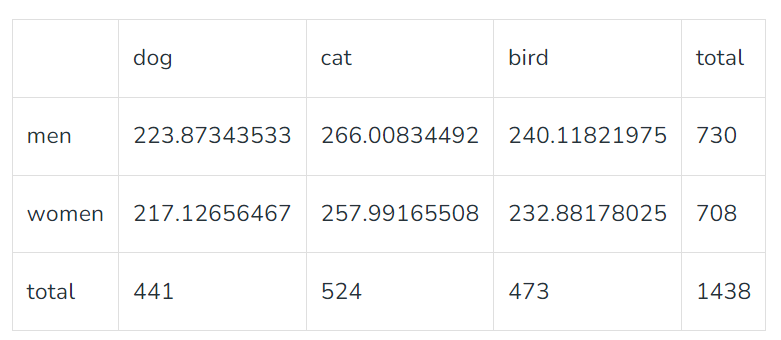 dog cat bird total
men 223.87343533 266.00834492 240.11821975 730
women 217.12656467 257.99165508 232.88178025 708
total 441 524 473 1438